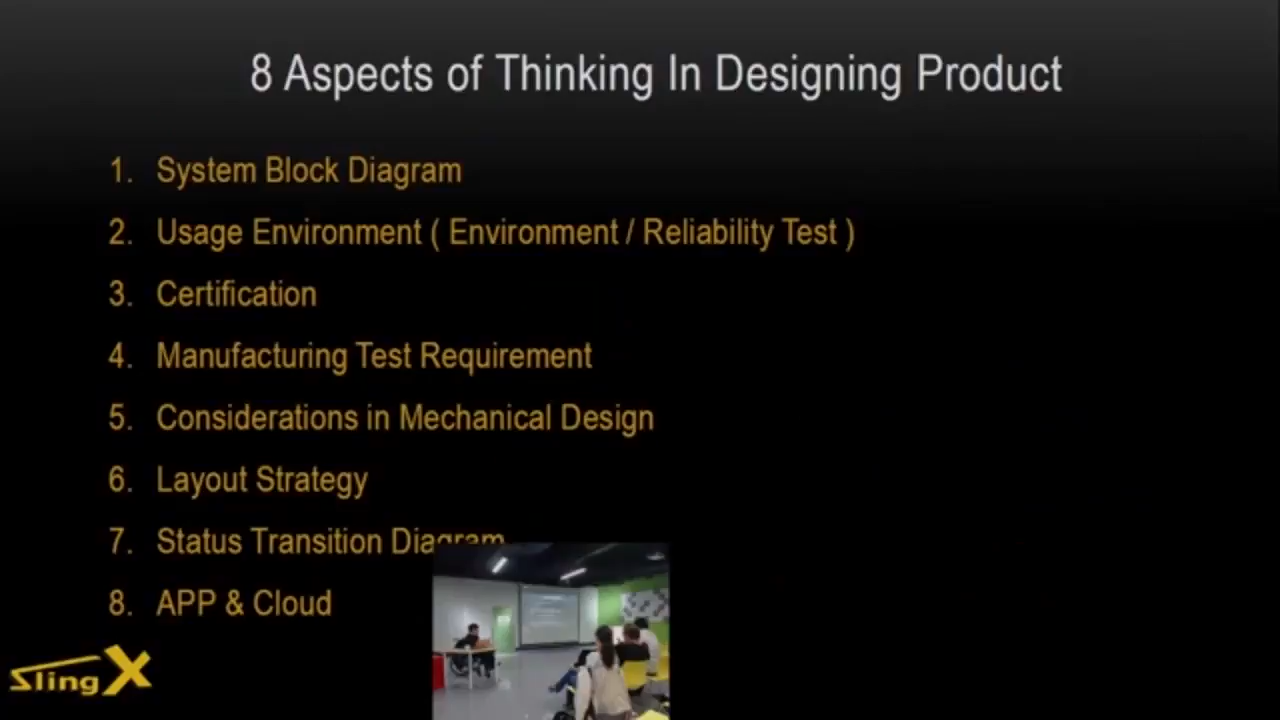 8 Aspects of Thinking In Designing Product
1. System Block Diagram
2. Usage Environment ( Environment / Reliability Test )
3. Certification
4. Manufacturing Test Requirement
5. Considerations in Mechanical Design
6. Layout Strategy
7. Status Transition Diagram
8. APP & Cloud
SlingX